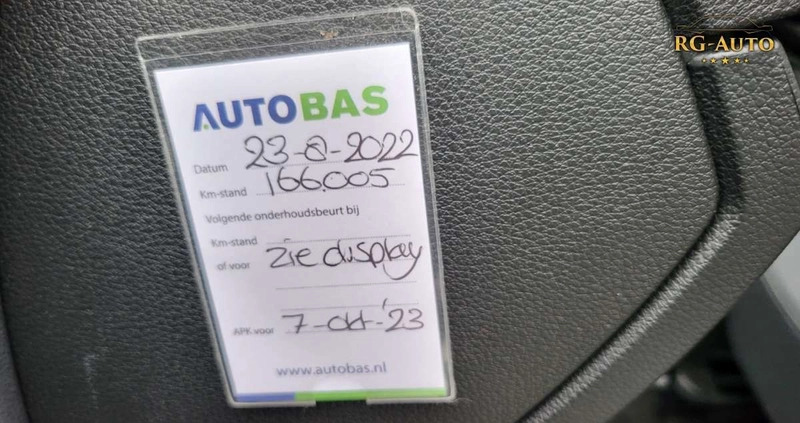 RG-AUTO
AUTOBAS
Datum 23-8-2022
Km-stand 166.005
Volgende onderhoudsbeurt bij
Km-stand
of voor zie display
APK voor 7-okt-'23
www.autobas.nl